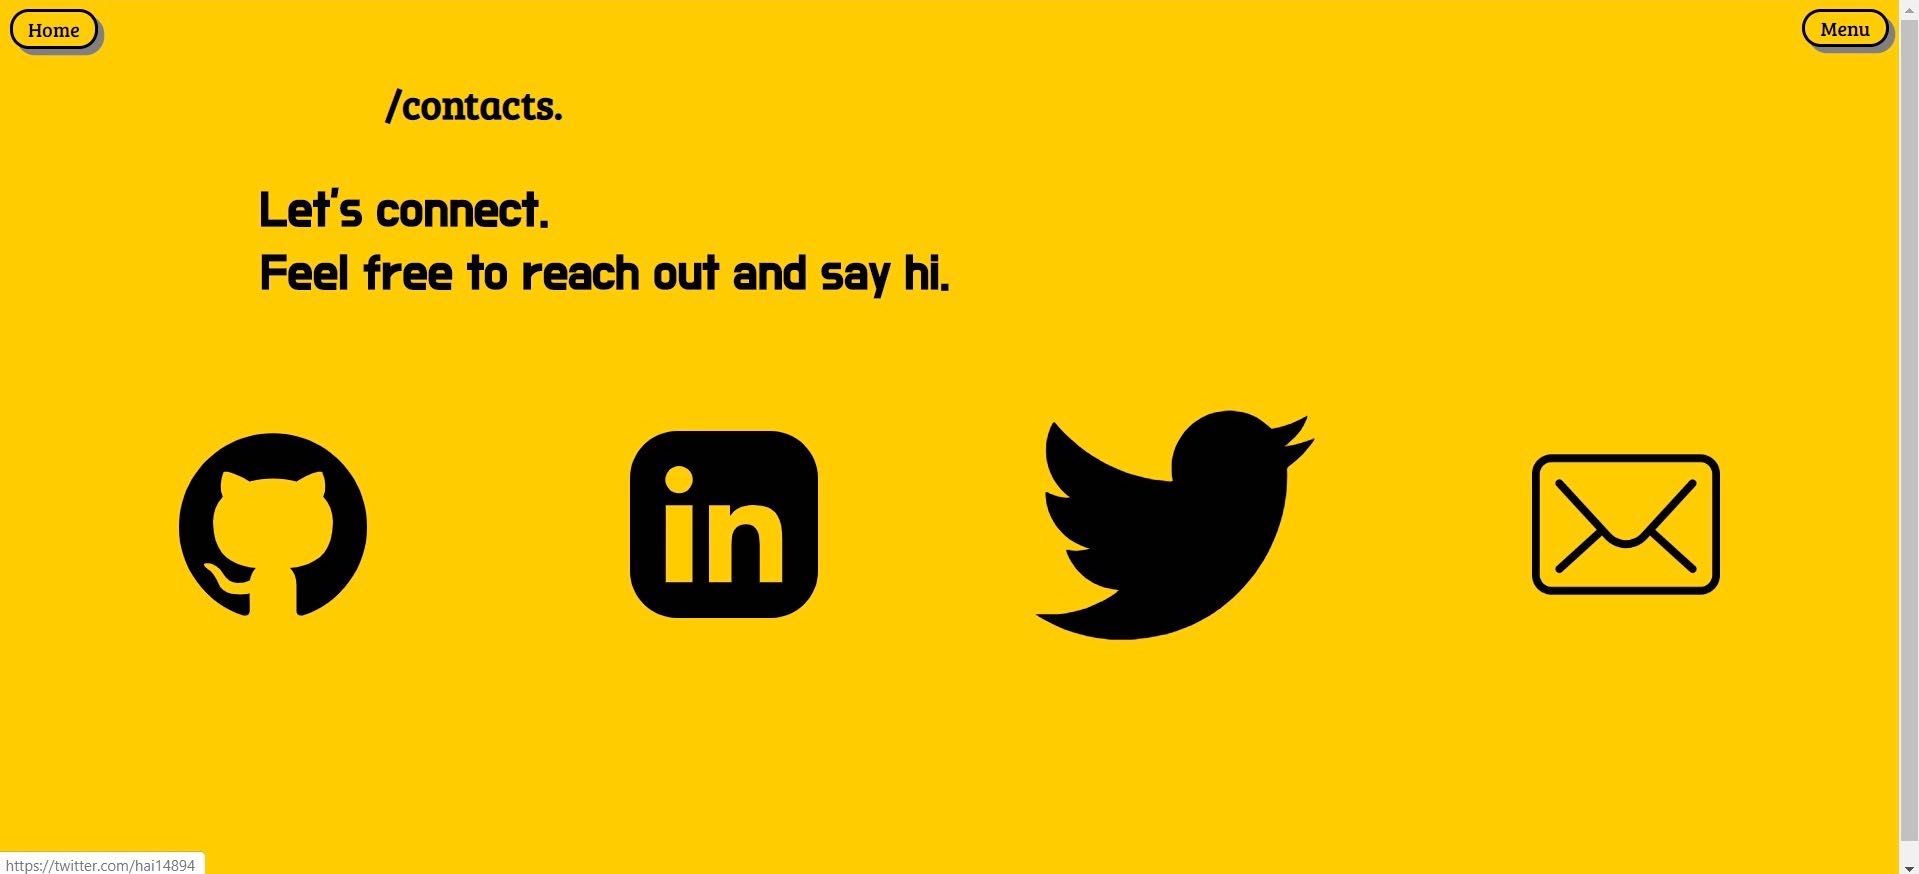 Home
Menu
/contacts.
Let's connect.
Feel free to reach out and say hi.
in
https://twitter.com/hai14894